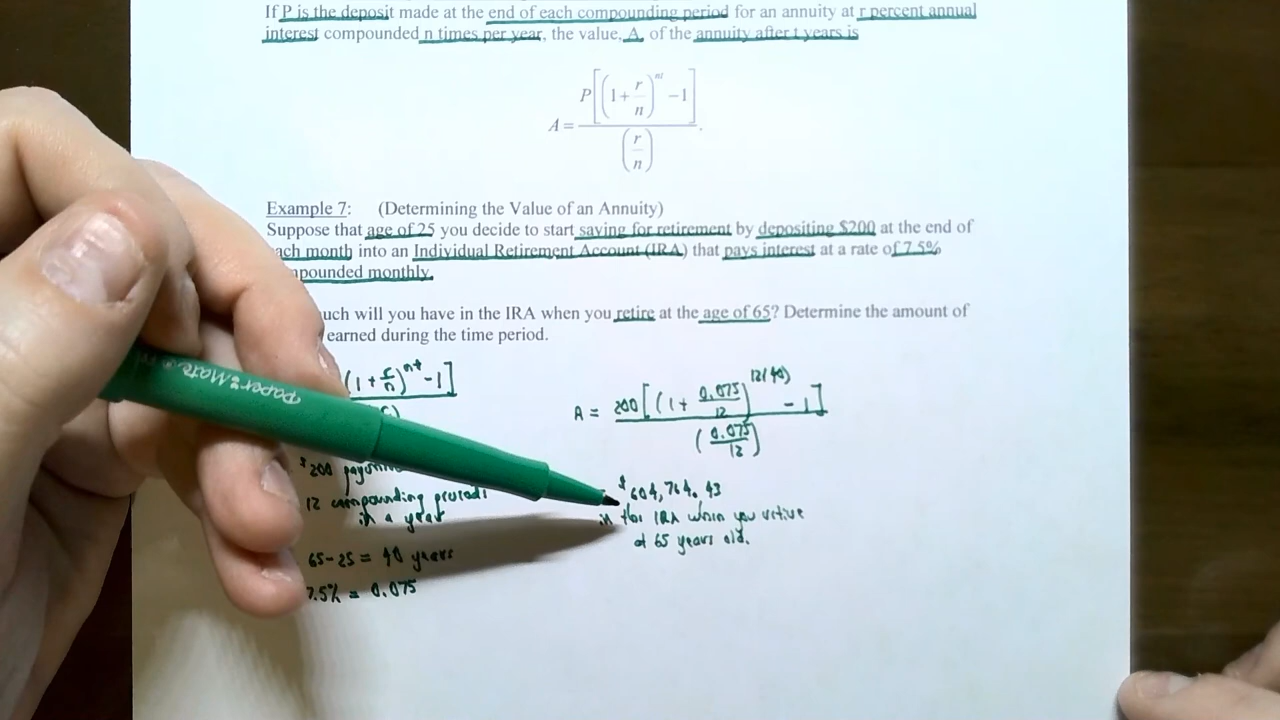 If P is the deposit made at the end of each compounding period for an annuity at r percent annual
interest compounded n times per year, the value, A, of the annuity after t years is
A = P[(1+r/n)^nt −1] / (r/n).
Example 7: (Determining the Value of an Annuity)
Suppose that age of 25 you decide to start saving for retirement by depositing $200 at the end of
ach month into an Individual Retirement Account (IRA) that pays interest at a rate of 7.5%
pounded monthly.
uch will you have in the IRA when you retire at the age of 65? Determine the amount of
earned during the time period.
(1+r/n)^nt -1]
$200
12 compounding periods
in a year
65-25 = 40 years
7.5% = 0.075
A = 200[(1+0.075/12)^12(40) -1] / (0.075/12)
$604,764.43
in the IRA when you retire
at 65 years old.
Paper:Mate